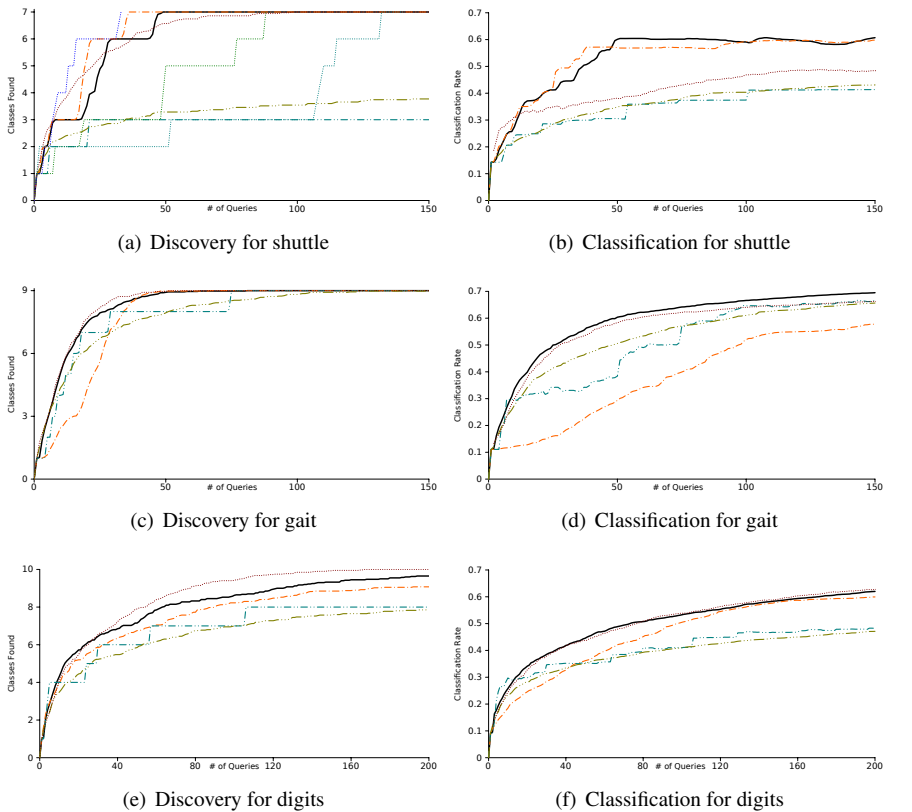 7
6
5
4
3
2
1
0
Classes Found
0 50 100 150
# of Queries
(a) Discovery for shuttle
0.7
0.6
0.5
0.4
0.3
0.2
0.1
0
Classification Rate
0 50 100 150
# of Queries
(b) Classification for shuttle
9
6
3
0
Classes Found
0 50 100 150
# of Queries
(c) Discovery for gait
0.7
0.6
0.5
0.4
0.3
0.2
0.1
0
Classification Rate
0 50 100 150
# of Queries
(d) Classification for gait
10
8
6
4
2
0
Classes Found
0 40 80 120 160 200
# of Queries
(e) Discovery for digits
0.7
0.6
0.5
0.4
0.3
0.2
0.1
0
Classification Rate
0 40 80 120 160 200
# of Queries
(f) Classification for digits